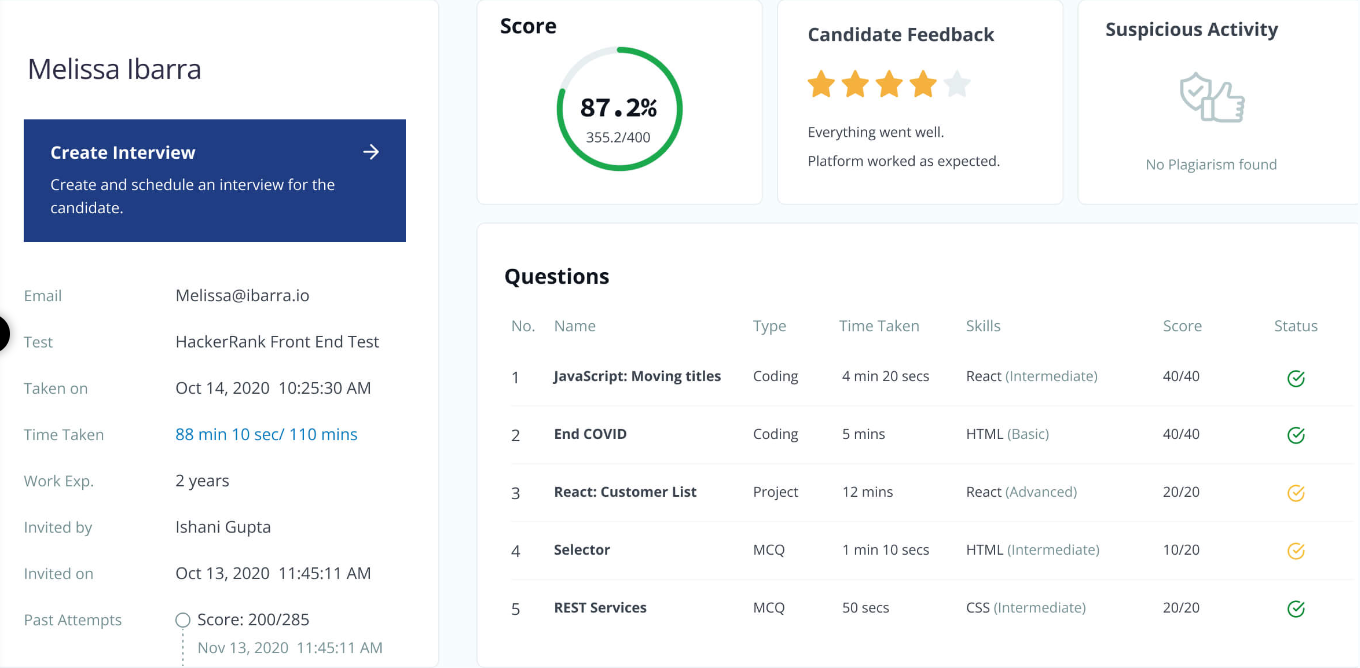 Melissa Ibarra
Create Interview
Create and schedule an interview for the
candidate.
Email Melissa@ibarra.io
Test HackerRank Front End Test
Taken on Oct 14, 2020 10:25:30 AM
Time Taken 88 min 10 sec/ 110 mins
Work Exp. 2 years
Invited by Ishani Gupta
Invited on Oct 13, 2020 11:45:11 AM
Past Attempts Score: 200/285
Nov 13, 2020 11:45:11 AM
Score
87.2%
355.2/400
Candidate Feedback
Everything went well.
Platform worked as expected.
Suspicious Activity
No Plagiarism found
Questions
No. Name Type Time Taken Skills Score Status
1 JavaScript: Moving titles Coding 4 min 20 secs React (Intermediate) 40/40
2 End COVID Coding 5 mins HTML (Basic) 40/40
3 React: Customer List Project 12 mins React (Advanced) 20/20
4 Selector MCQ 1 min 10 secs HTML (Intermediate) 10/20
5 REST Services MCQ 50 secs CSS (Intermediate) 20/20